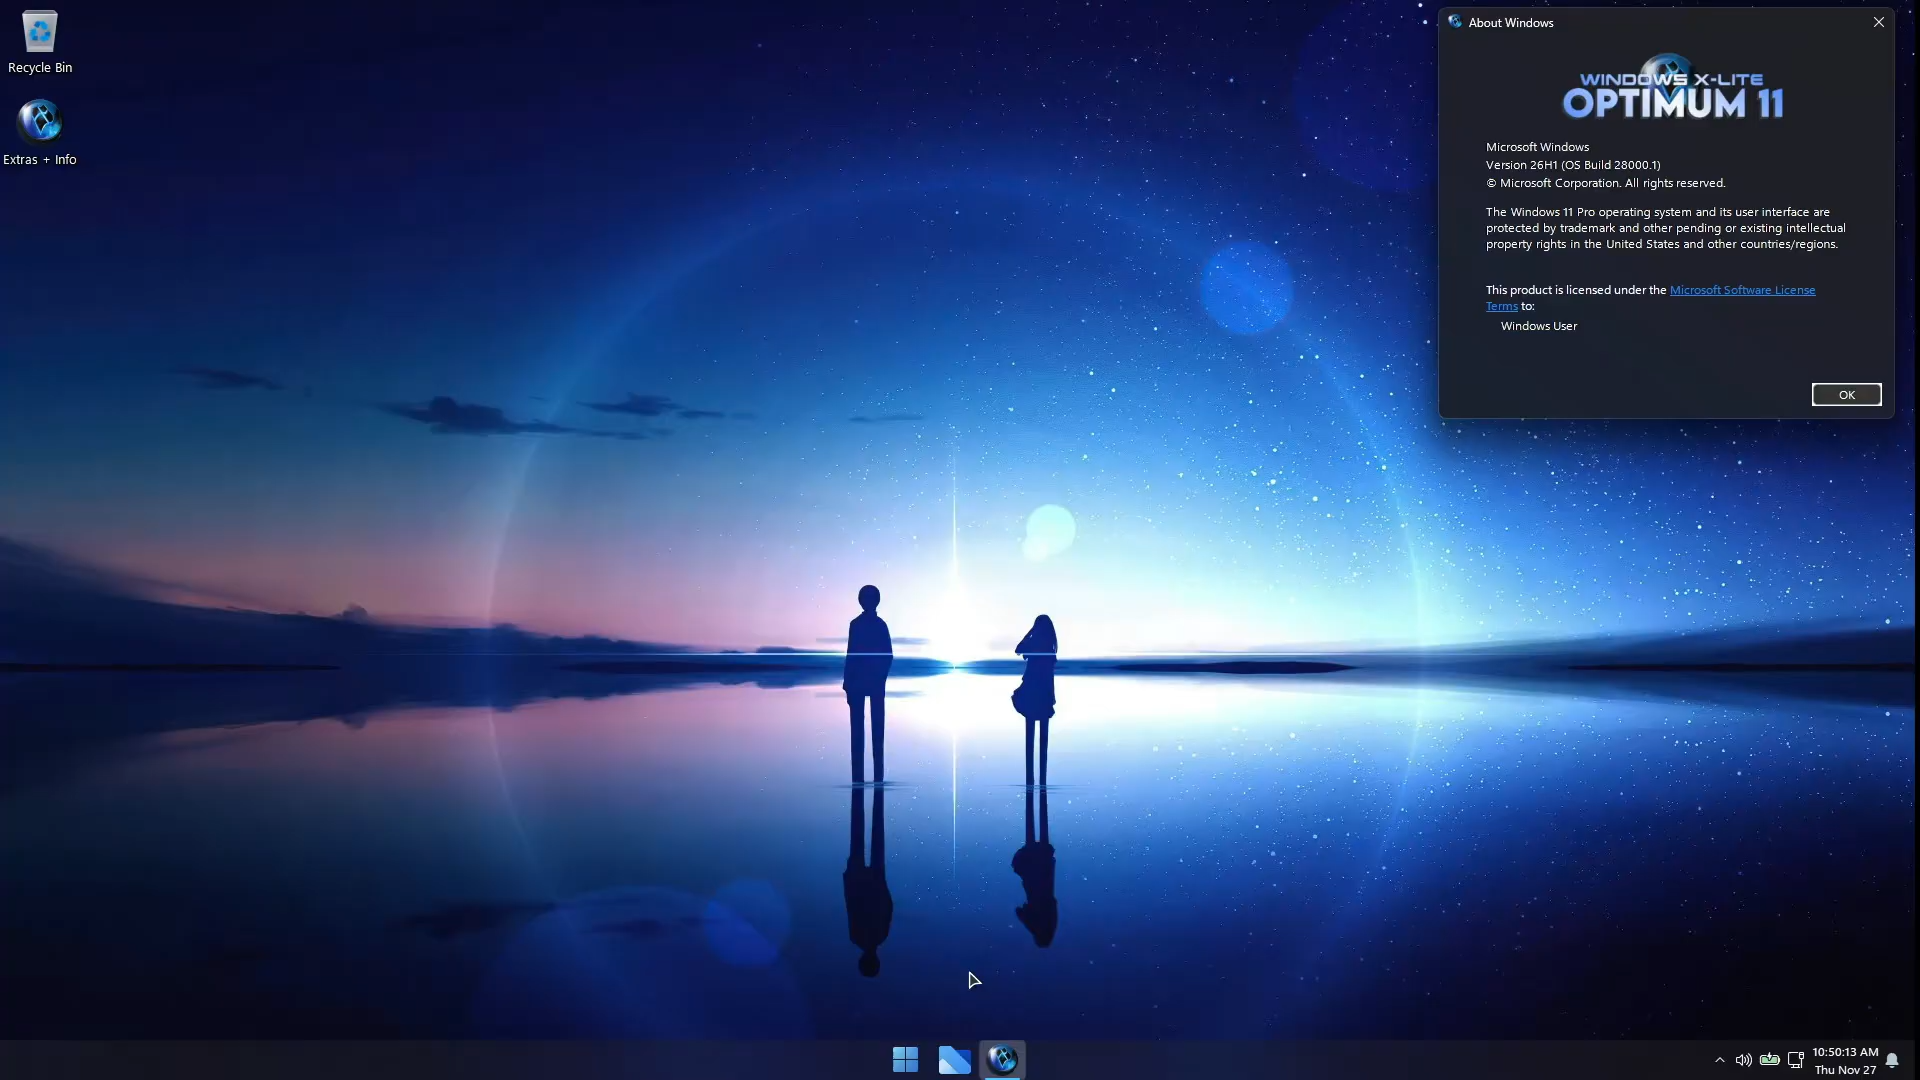 Recycle Bin
Extras + Info
About Windows
WINDOWS X-LITE
OPTIMUM 11
Microsoft Windows
Version 26H1 (OS Build 28000.1)
© Microsoft Corporation. All rights reserved.
The Windows 11 Pro operating system and its user interface are
protected by trademark and other pending or existing intellectual
property rights in the United States and other countries/regions.
This product is licensed under the Microsoft Software License
Terms to:
Windows User
OK
10:50:13 AM
Thu Nov 27